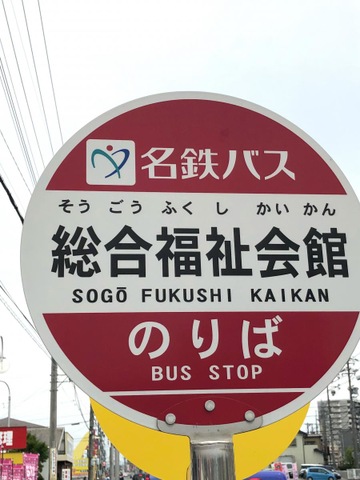 名鉄バス
そうごうふくしかいかん
総合福祉会館
SOGŌ FUKUSHI KAIKAN
のりば
BUS STOP
理